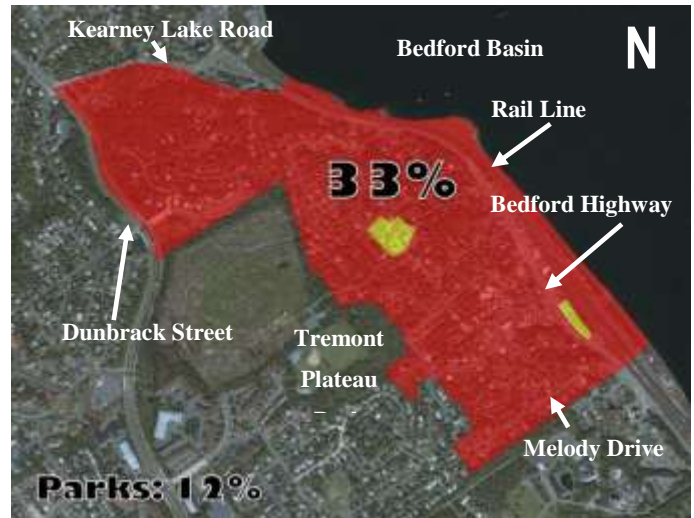 Kearney Lake Road
Bedford Basin
N
Rail Line
33%
Bedford Highway
Dunbrack Street
Tremont
Plateau
Melody Drive
Parks: 12%